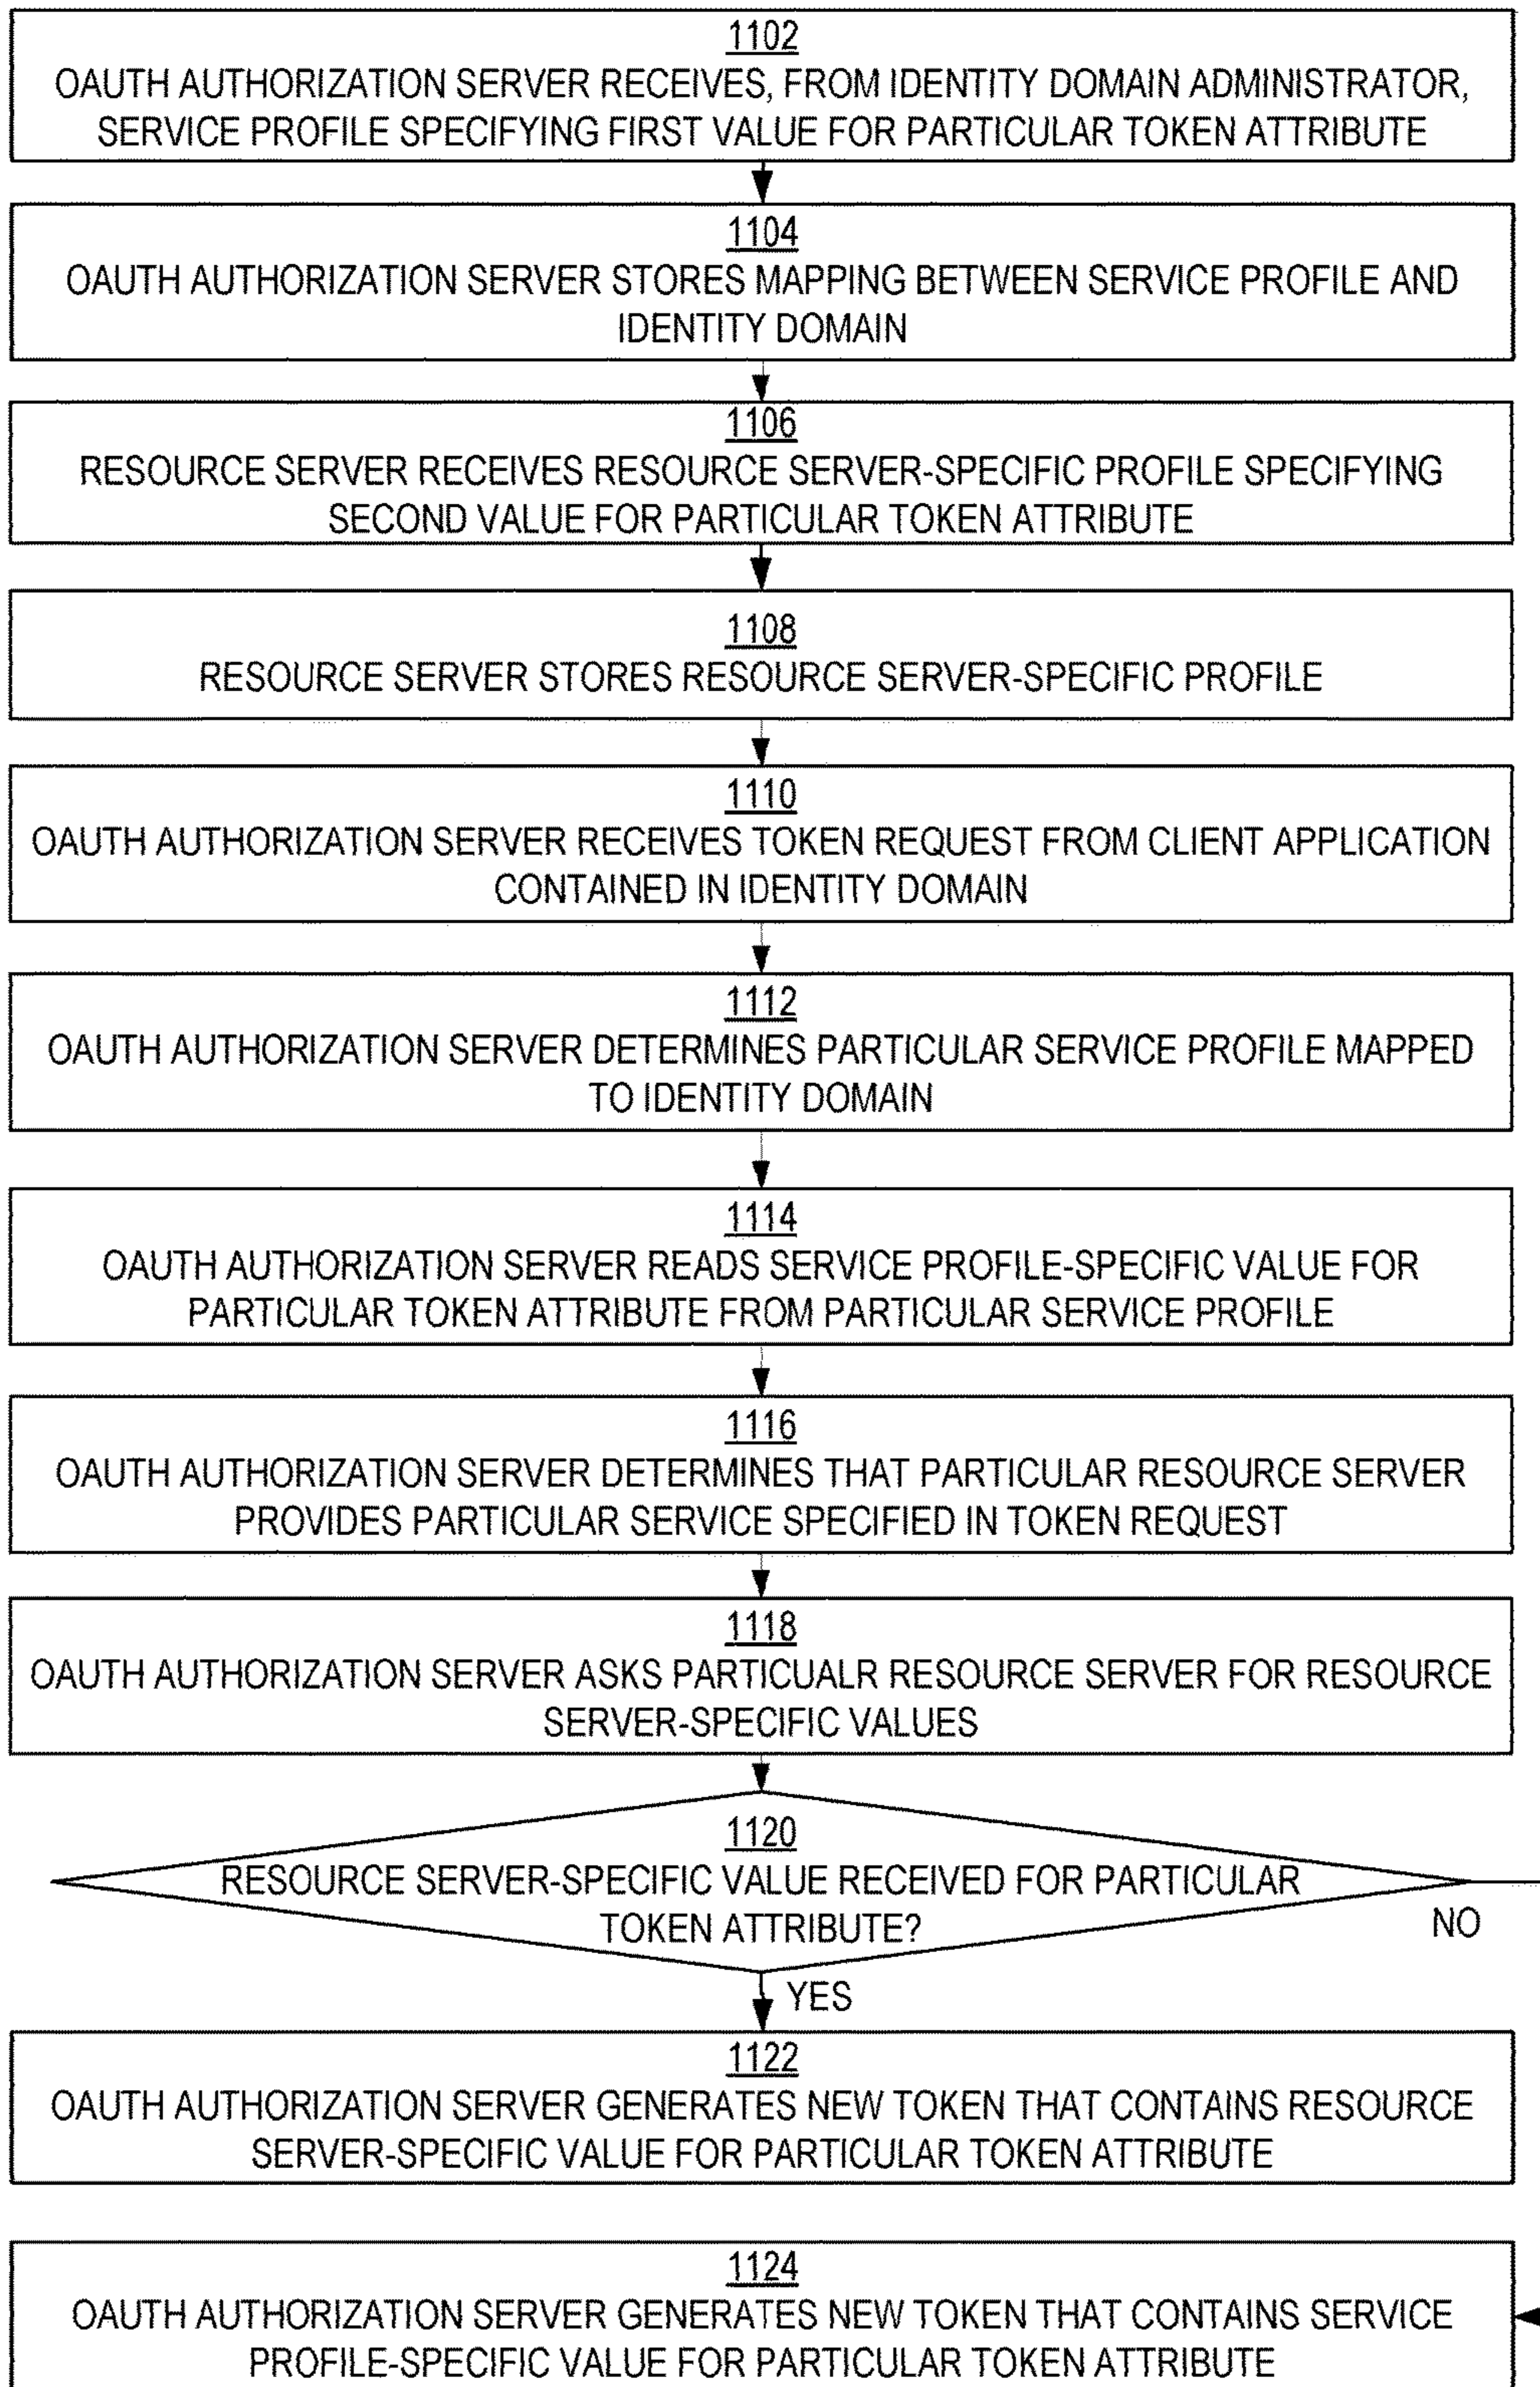 1102
OAUTH AUTHORIZATION SERVER RECEIVES, FROM IDENTITY DOMAIN ADMINISTRATOR,
SERVICE PROFILE SPECIFYING FIRST VALUE FOR PARTICULAR TOKEN ATTRIBUTE
1104
OAUTH AUTHORIZATION SERVER STORES MAPPING BETWEEN SERVICE PROFILE AND
IDENTITY DOMAIN
1106
RESOURCE SERVER RECEIVES RESOURCE SERVER-SPECIFIC PROFILE SPECIFYING
SECOND VALUE FOR PARTICULAR TOKEN ATTRIBUTE
1108
RESOURCE SERVER STORES RESOURCE SERVER-SPECIFIC PROFILE
1110
OAUTH AUTHORIZATION SERVER RECEIVES TOKEN REQUEST FROM CLIENT APPLICATION
CONTAINED IN IDENTITY DOMAIN
1112
OAUTH AUTHORIZATION SERVER DETERMINES PARTICULAR SERVICE PROFILE MAPPED
TO IDENTITY DOMAIN
1114
OAUTH AUTHORIZATION SERVER READS SERVICE PROFILE-SPECIFIC VALUE FOR
PARTICULAR TOKEN ATTRIBUTE FROM PARTICULAR SERVICE PROFILE
1116
OAUTH AUTHORIZATION SERVER DETERMINES THAT PARTICULAR RESOURCE SERVER
PROVIDES PARTICULAR SERVICE SPECIFIED IN TOKEN REQUEST
1118
OAUTH AUTHORIZATION SERVER ASKS PARTICUALR RESOURCE SERVER FOR RESOURCE
SERVER-SPECIFIC VALUES
1120
RESOURCE SERVER-SPECIFIC VALUE RECEIVED FOR PARTICULAR
TOKEN ATTRIBUTE?
NO
YES
1122
OAUTH AUTHORIZATION SERVER GENERATES NEW TOKEN THAT CONTAINS RESOURCE
SERVER-SPECIFIC VALUE FOR PARTICULAR TOKEN ATTRIBUTE
1124
OAUTH AUTHORIZATION SERVER GENERATES NEW TOKEN THAT CONTAINS SERVICE
PROFILE-SPECIFIC VALUE FOR PARTICULAR TOKEN ATTRIBUTE